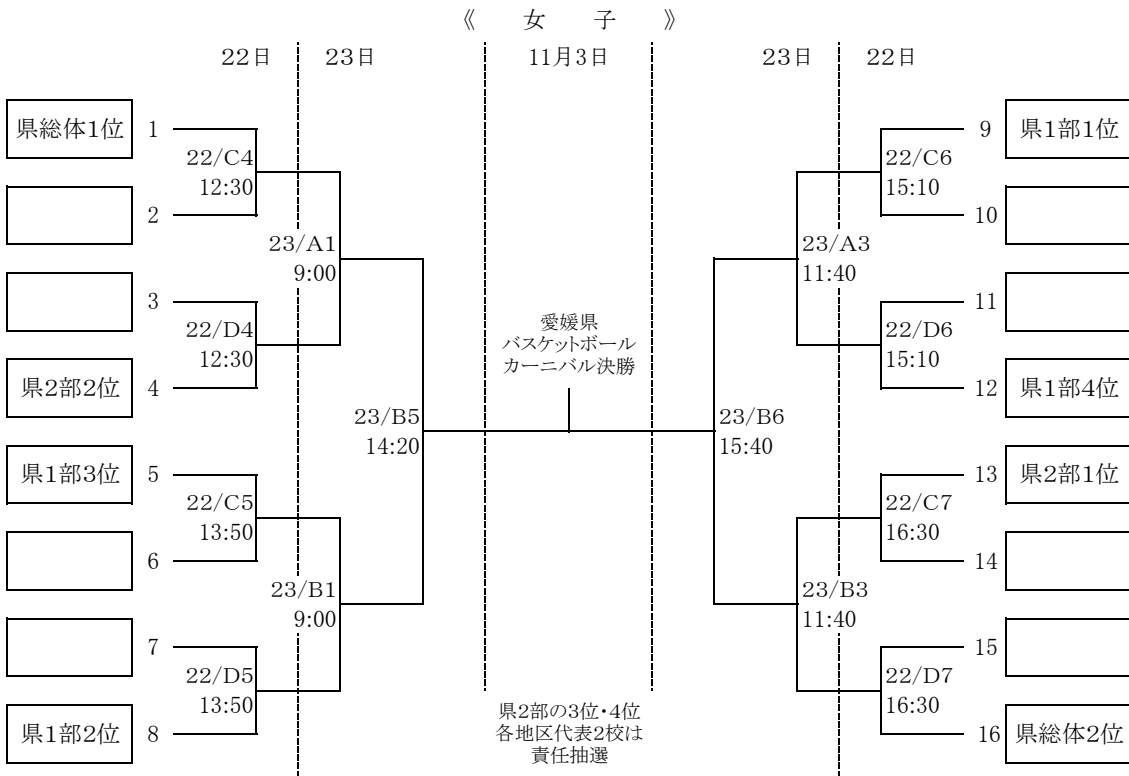 《 女 子 》
22日 23日 11月3日 23日 22日
県総体1位 1
22/C4
12:30
2
23/A1
9:00
3
22/D4
12:30
県2部2位 4
23/B5
14:20
県1部3位 5
22/C5
13:50
6
23/B1
9:00
7
22/D5
13:50
県1部2位 8
愛媛県
バスケットボール
カーニバル決勝
県2部の3位・4位
各地区代表2校は
責任抽選
9 県1部1位
22/C6
15:10
10
23/A3
11:40
11
22/D6
15:10
12 県1部4位
23/B6
15:40
13 県2部1位
22/C7
16:30
14
23/B3
11:40
15
22/D7
16:30
16 県総体2位